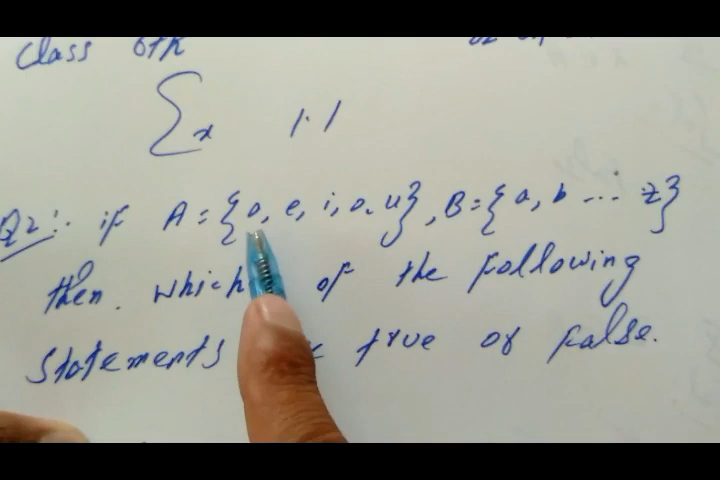 Class 6th
Ex 1.1
Q2:. if A = {a, e, i, o, u}, B = {a, b ... z}
then which of the following
statements true or false.